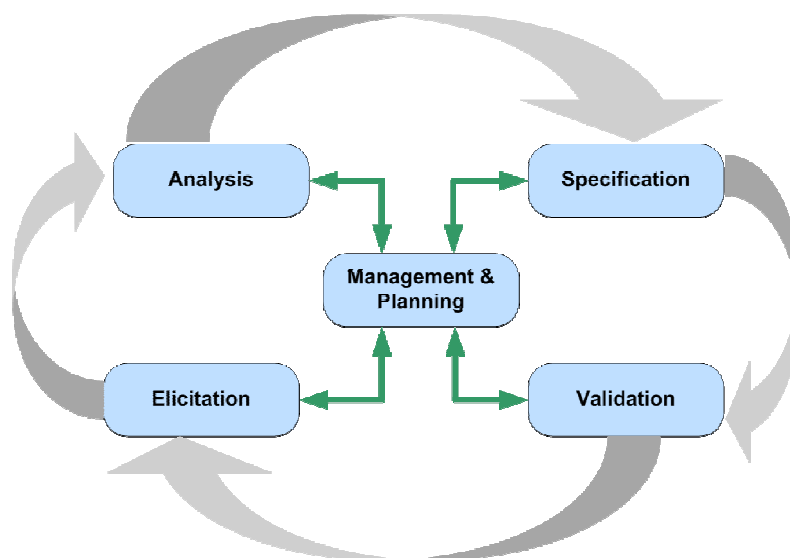 Analysis
Specification
Management &
Planning
Elicitation
Validation